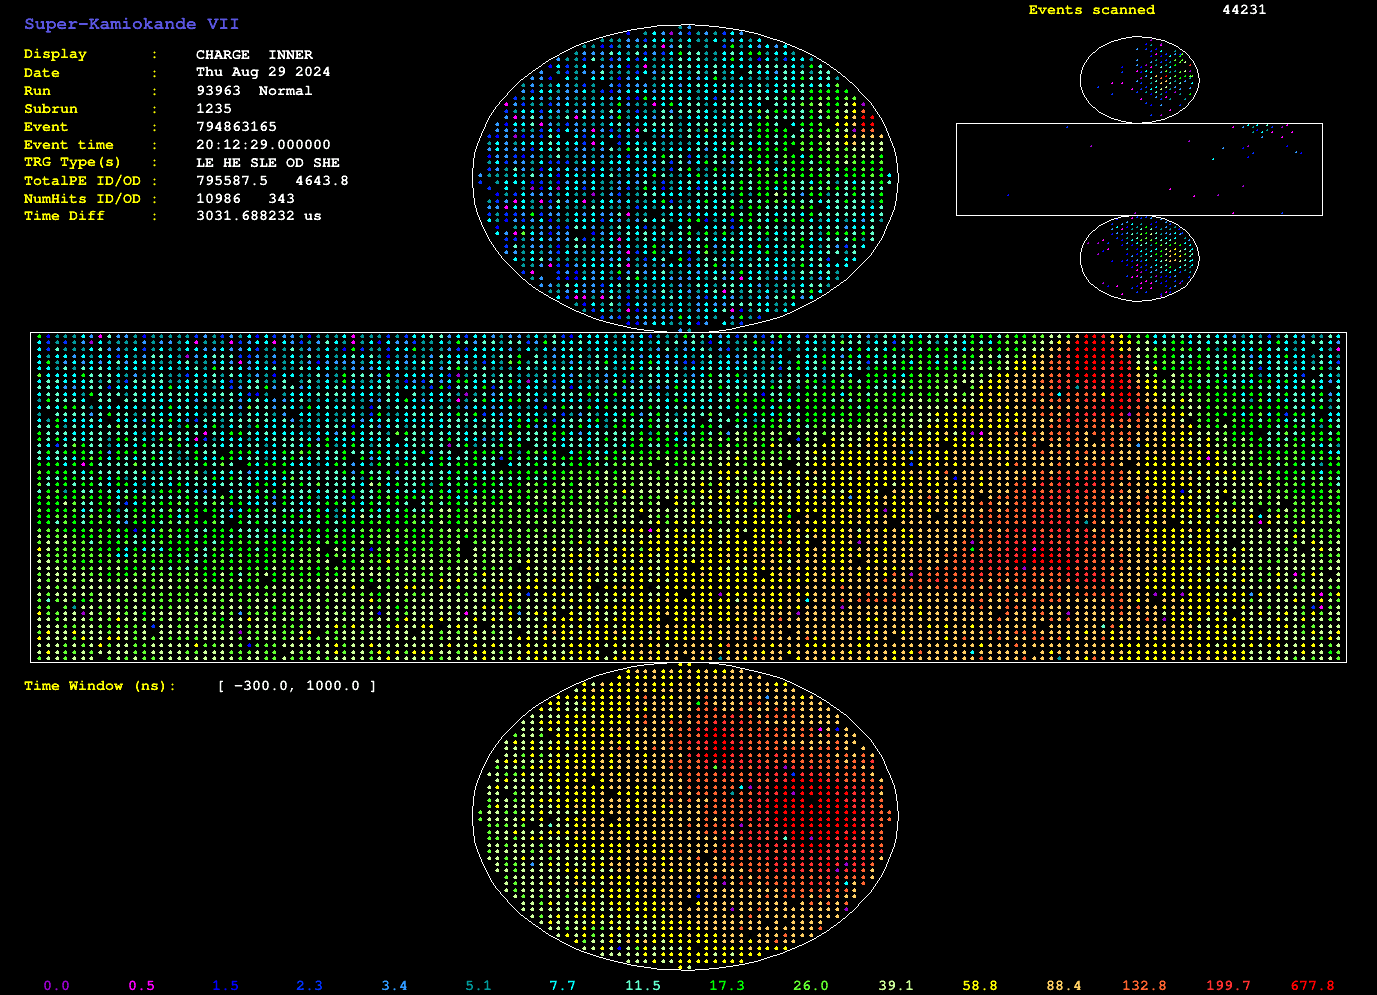 Super-Kamiokande VII
Events scanned 44231
Display : CHARGE INNER
Date : Thu Aug 29 2024
Run : 93963 Normal
Subrun : 1235
Event : 794863165
Event time : 20:12:29.000000
TRG Type(s) : LE HE SLE OD SHE
TotalPE ID/OD : 795587.5 4643.8
NumHits ID/OD : 10986 343
Time Diff : 3031.688232 us
Time Window (ns): [ -300.0, 1000.0 ]
0.0 0.5 1.5 2.3 3.4 5.1 7.7 11.5 17.3 26.0 39.1 58.8 88.4 132.8 199.7 677.8